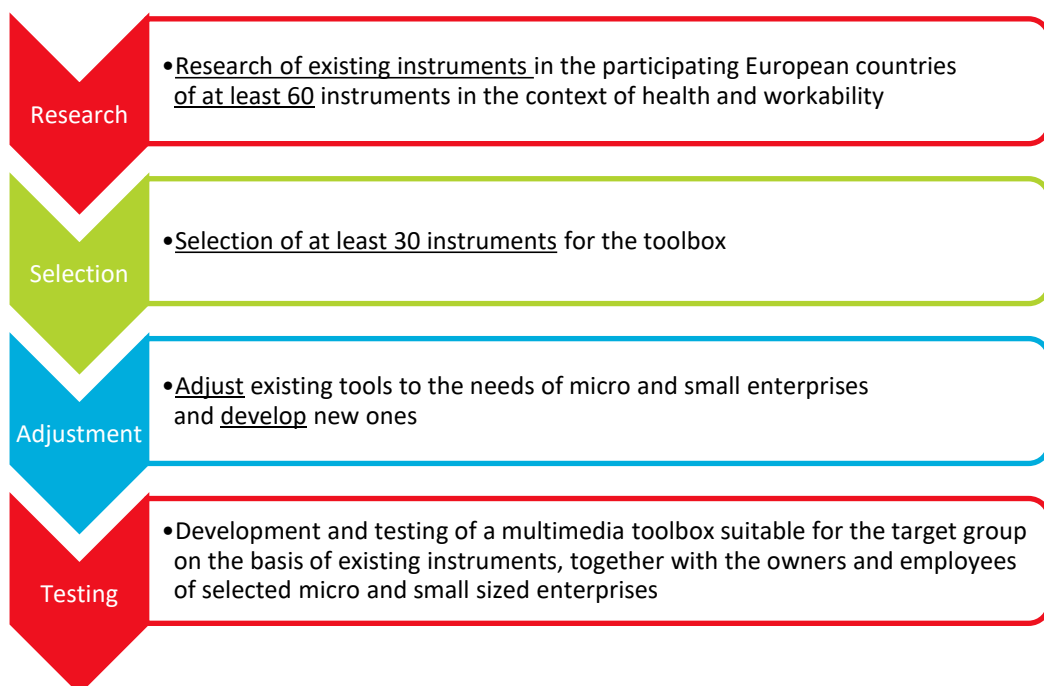 Research
•Research of existing instruments in the participating European countries
of at least 60 instruments in the context of health and workability
Selection
•Selection of at least 30 instruments for the toolbox
Adjustment
•Adjust existing tools to the needs of micro and small enterprises
and develop new ones
Testing
•Development and testing of a multimedia toolbox suitable for the target group
on the basis of existing instruments, together with the owners and employees
of selected micro and small sized enterprises